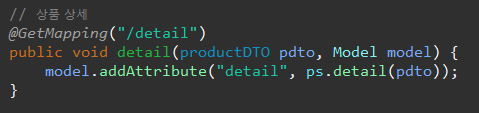 // 상품 상세
@GetMapping("/detail")
public void detail(productDTO pdto, Model model) {
    model.addAttribute("detail", ps.detail(pdto));
}